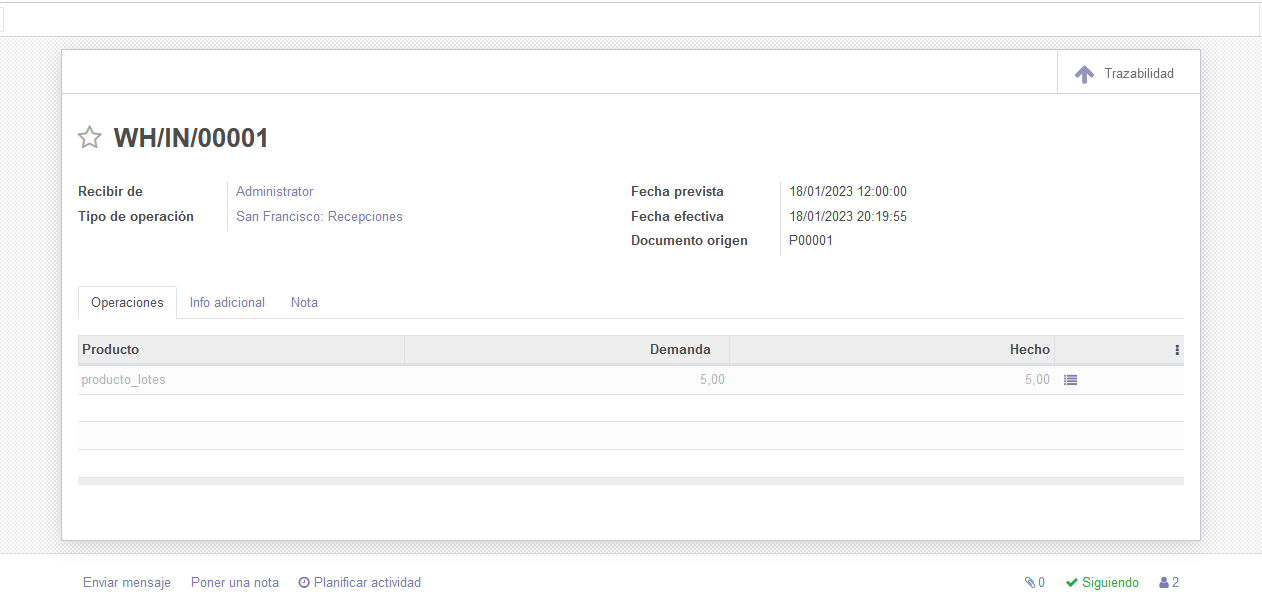 Trazabilidad
WH/IN/00001
Recibir de Administrator
Tipo de operación San Francisco: Recepciones
Fecha prevista 18/01/2023 12:00:00
Fecha efectiva 18/01/2023 20:19:55
Documento origen P00001
Operaciones Info adicional Nota
Producto Demanda Hecho
producto_lotes 5,00 5,00
Enviar mensaje Poner una nota Planificar actividad 0 Siguiendo 2